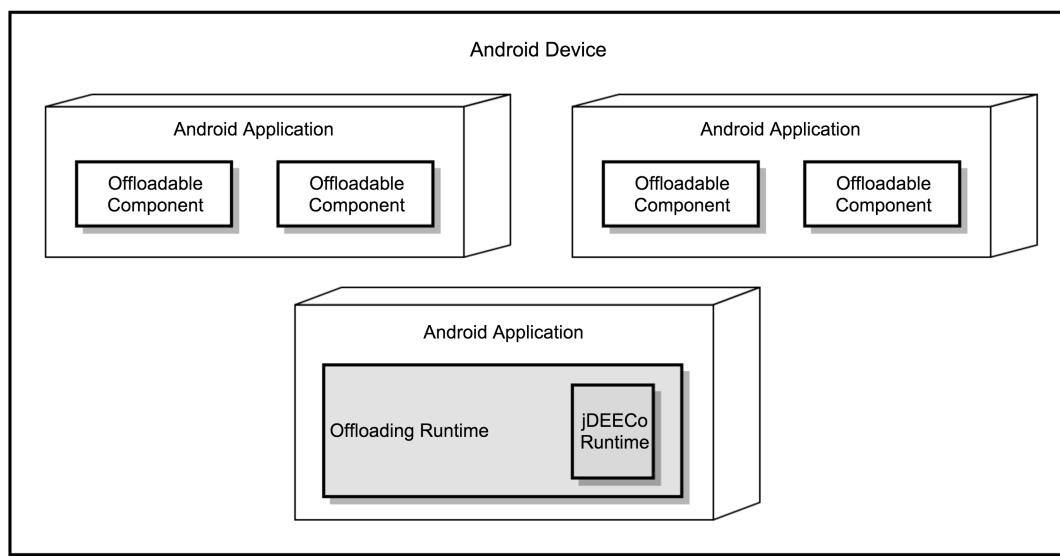 Android Device
Android Application
Offloadable
Component
Offloadable
Component
Android Application
Offloadable
Component
Offloadable
Component
Android Application
Offloading Runtime
jDEECo
Runtime